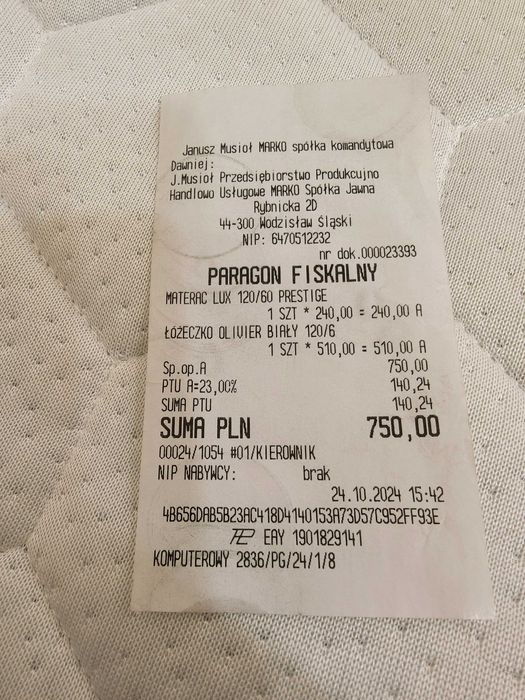 Janusz Musioł MARKO spółka komandytowa
Dawniej:
J.Musioł Przedsiębiorstwo Produkcujno
Handlowo Usługowe MARKO Spółka Jawna
Rybnicka 2D
44-300 Wodzisław Śląski
NIP: 6470512232
nr dok.000023393
PARAGON FISKALNY
MATERAC LUX 120/60 PRESTIGE
1 SZT * 240,00 = 240,00 A
ŁÓŻECZKO OLIVIER BIAŁY 120/6
1 SZT * 510,00 = 510,00 A
Sp.op.A 750,00
PTU A=23,00% 140,24
SUMA PTU 140,24
SUMA PLN 750,00
00024/1054 #01/KIEROWNIK
NIP NABYWCY: brak
24.10.2024 15:42
4B656DAB5B23AC418D4140153A73D57C952FF93E
EAY 1901829141
KOMPUTEROWY 2836/PG/24/1/8